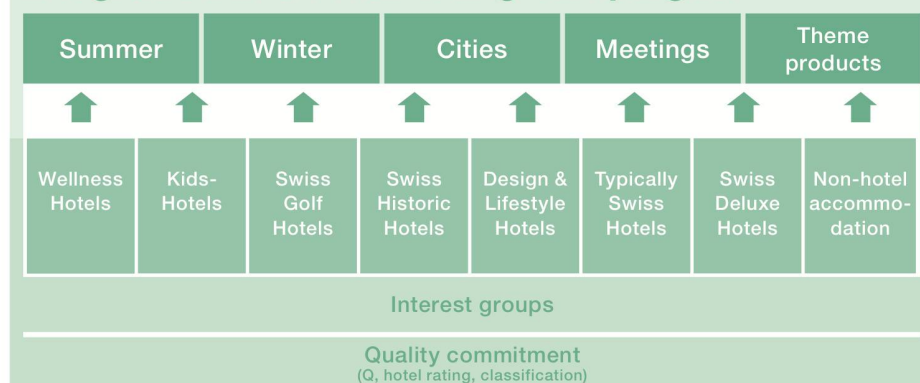 Summer
Winter
Cities
Meetings
Theme
products
Wellness
Hotels
Kids-
Hotels
Swiss
Golf
Hotels
Swiss
Historic
Hotels
Design &
Lifestyle
Hotels
Typically
Swiss
Hotels
Swiss
Deluxe
Hotels
Non-hotel
accommo-
dation
Interest groups
Quality commitment
(Q, hotel rating, classification)